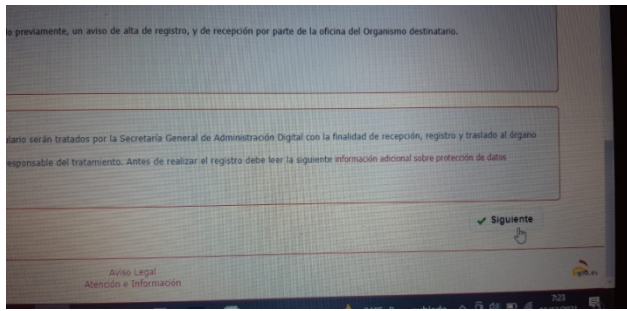 previamente, un aviso de alta de registro, y de recepción por parte de la oficina del Organismo destinatario.
serán tratados por la Secretaría General de Administración Digital con la finalidad de recepción, registro y traslado al órgano
responsable del tratamiento. Antes de realizar el registro debe leer la siguiente información adicional sobre protección de datos
Siguiente
Aviso Legal
Atención e Información
7:23